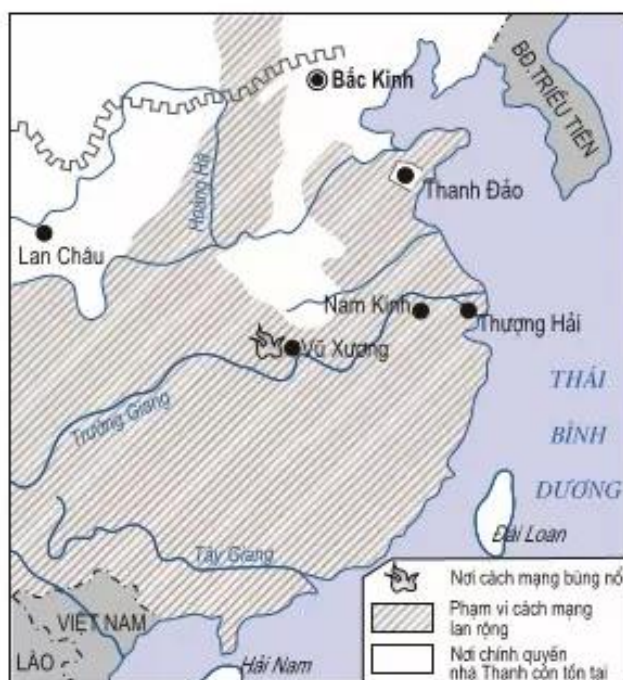 Bắc Kinh
BĐ. TRIỀU TIÊN
Hoàng Hà
Thanh Đảo
Lan Châu
Nam Kinh
Thượng Hải
Vũ Xương
Trường Giang
THÁI
BÌNH
DƯƠNG
Đài Loan
Tây Giang
VIỆT NAM
LÀO
Hải Nam
Nơi cách mạng bùng nổ
Phạm vi cách mạng
lan rộng
Nơi chính quyền
nhà Thanh còn tồn tại